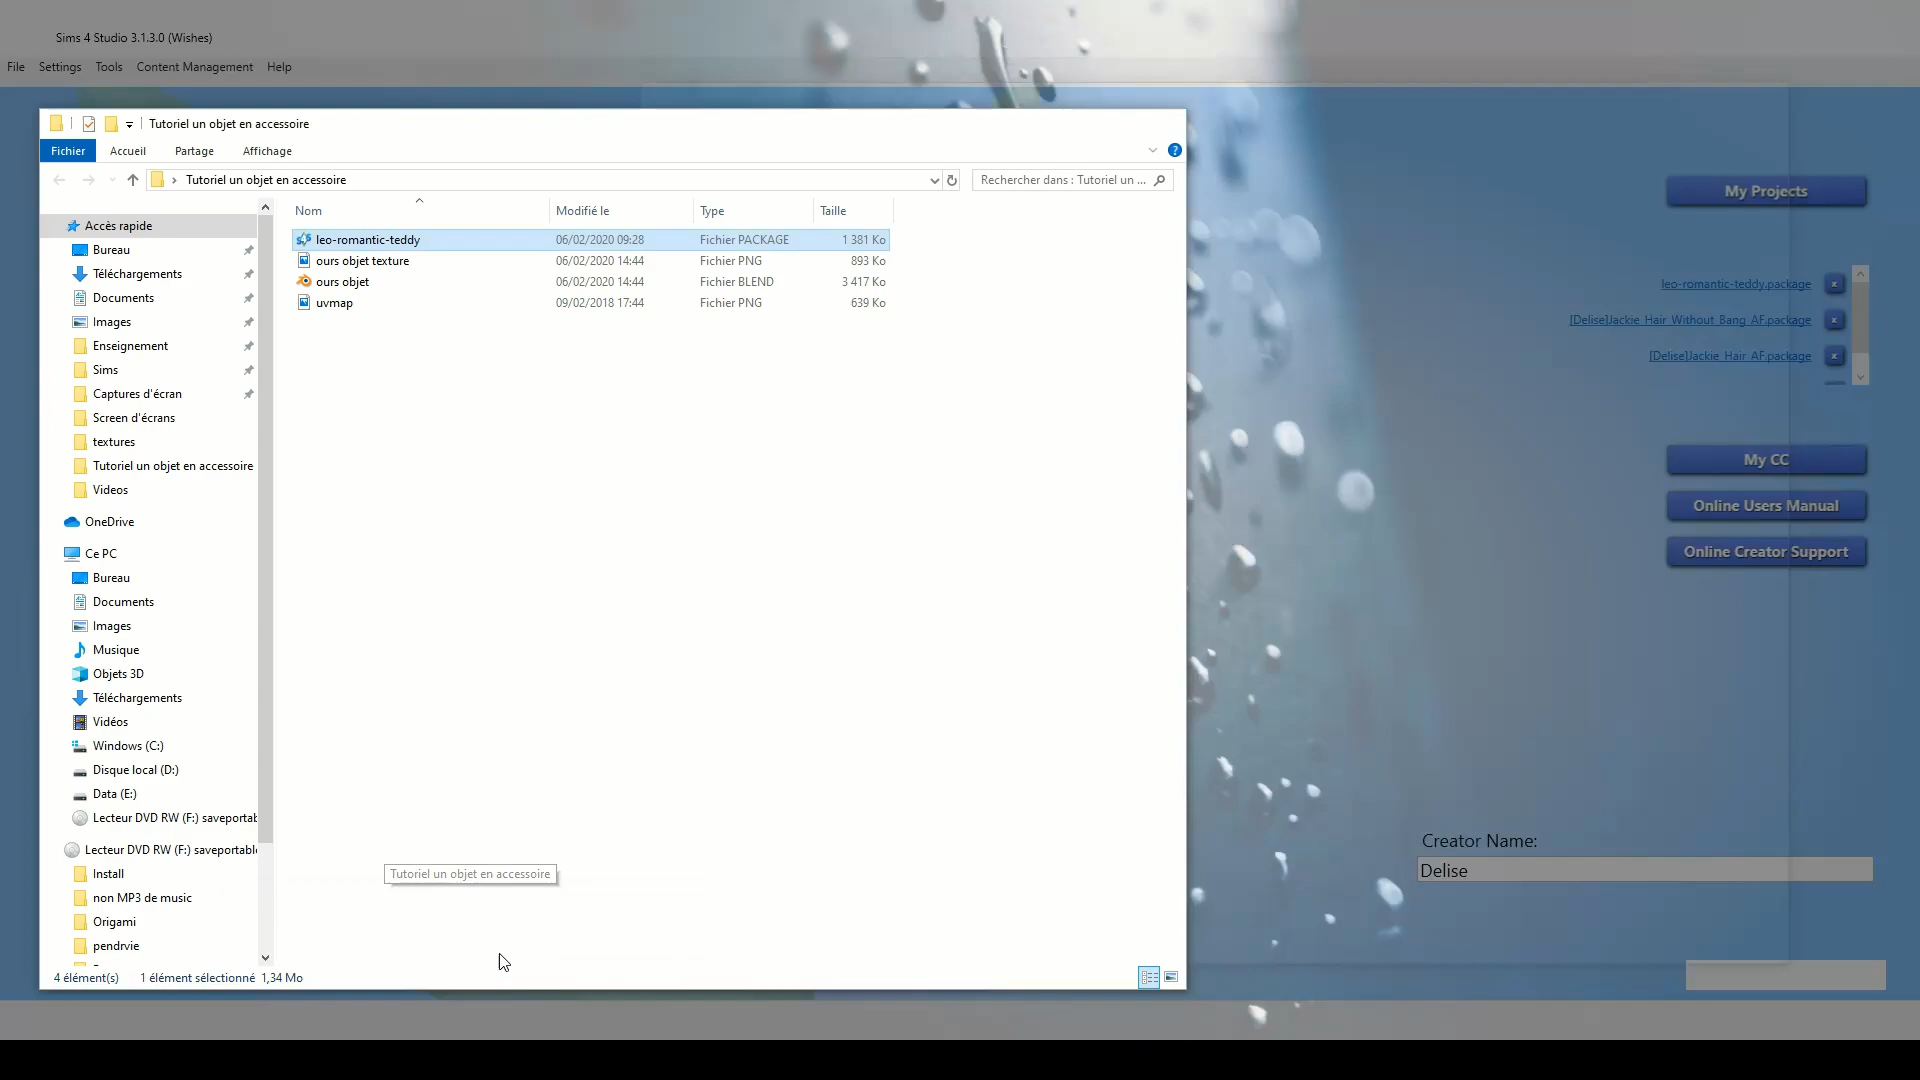 Sims 4 Studio 3.1.3.0 (Wishes)
File Settings Tools Content Management Help
Tutoriel un objet en accessoire
Fichier Accueil Partage Affichage
Tutoriel un objet en accessoire
Rechercher dans : Tutoriel un ...
Nom Modifié le Type Taille
leo-romantic-teddy 06/02/2020 09:28 Fichier PACKAGE 1 381 Ko
ours objet texture 06/02/2020 14:44 Fichier PNG 893 Ko
ours objet 06/02/2020 14:44 Fichier BLEND 3 417 Ko
uvmap 09/02/2018 17:44 Fichier PNG 639 Ko
Accès rapide
Bureau
Téléchargements
Documents
Images
Enseignement
Sims
Captures d'écran
Screen d'écrans
textures
Tutoriel un objet en accessoire
Videos
OneDrive
Ce PC
Bureau
Documents
Images
Musique
Objets 3D
Téléchargements
Vidéos
Windows (C:)
Disque local (D:)
Data (E:)
Lecteur DVD RW (F:) saveportab
Lecteur DVD RW (F:) saveportable
Install
non MP3 de music
Origami
pendrvie
Tutoriel un objet en accessoire
4 élément(s) 1 élément sélectionné 1,34 Mo
My Projects
leo-romantic-teddy.package
[Delise]Jackie_Hair_Without_Bang_AF.package
[Delise]Jackie_Hair_AF.package
My CC
Online Users Manual
Online Creator Support
Creator Name:
Delise